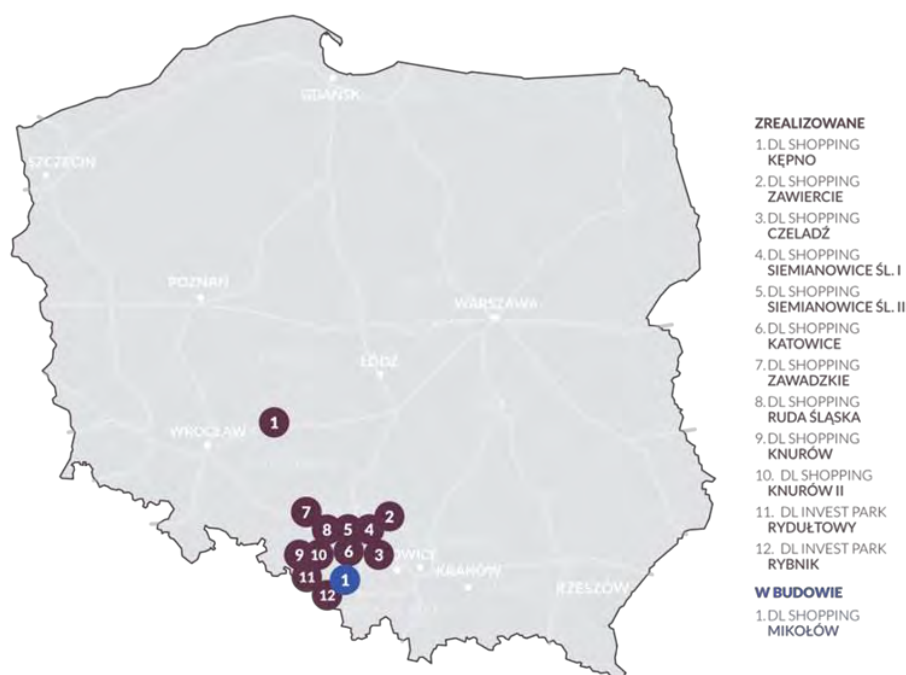 GDAŃSK
SZCZECIN
POZNAŃ
WARSZAWA
ŁÓDŹ
WROCŁAW
1
7
8
5
4
2
9
10
6
3
OWICE
KRAKÓW
11
1
12
RZESZÓW
ZREALIZOWANE
1. DL SHOPPING
KĘPNO
2. DL SHOPPING
ZAWIERCIE
3. DL SHOPPING
CZELADŹ
4. DL SHOPPING
SIEMIANOWICE ŚL. I
5. DL SHOPPING
SIEMIANOWICE ŚL. II
6. DL SHOPPING
KATOWICE
7. DL SHOPPING
ZAWADZKIE
8. DL SHOPPING
RUDA ŚLĄSKA
9. DL SHOPPING
KNURÓW
10. DL SHOPPING
KNURÓW II
11. DL INVEST PARK
RYDUŁTOWY
12. DL INVEST PARK
RYBNIK
W BUDOWIE
1. DL SHOPPING
MIKOŁÓW